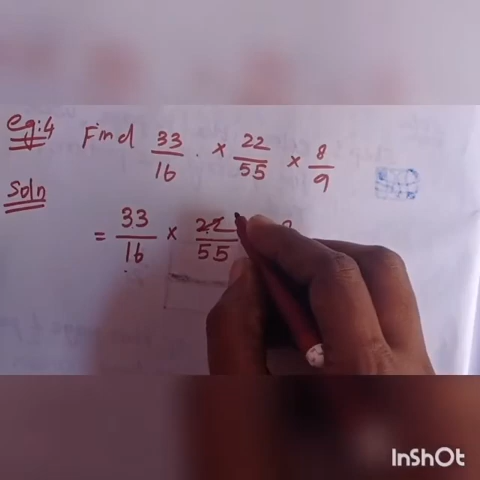 eg:4 Find 33/16 . × 22/55 × 8/9
Soln
= 33/16 × 22/55
InShOt